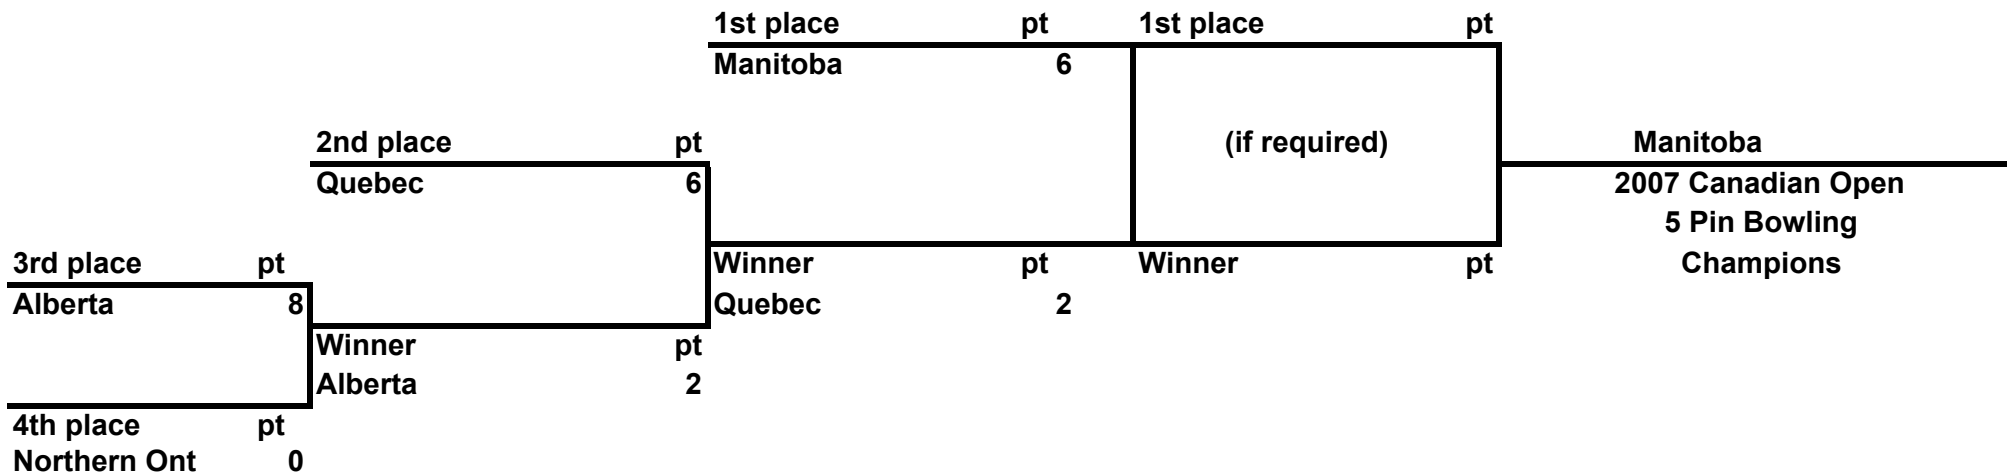 1st place pt 1st place pt
Manitoba 6
2nd place pt (if required) Manitoba
Quebec 6 2007 Canadian Open
5 Pin Bowling
3rd place pt Winner pt Winner pt Champions
Alberta 8 Quebec 2
Winner pt
Alberta 2
4th place pt
Northern Ont 0